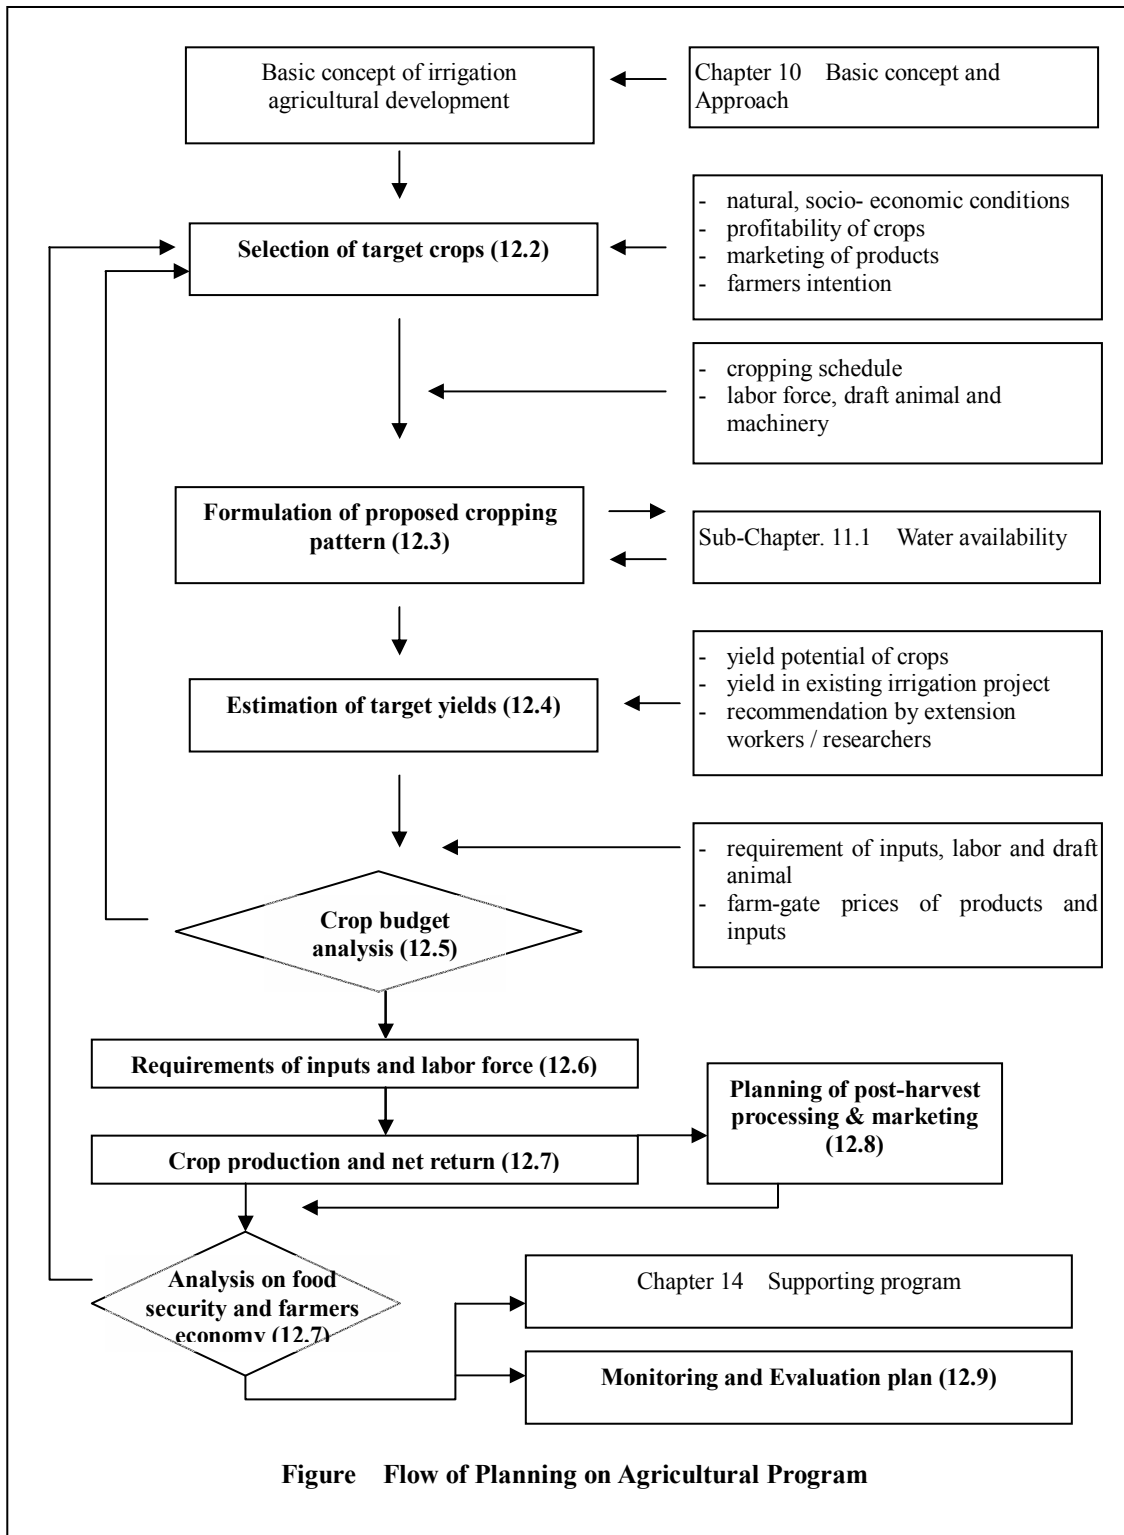 Basic concept of irrigation
agricultural development
Chapter 10 Basic concept and
Approach
Selection of target crops (12.2)
- natural, socio- economic conditions
- profitability of crops
- marketing of products
- farmers intention
- cropping schedule
- labor force, draft animal and
machinery
Formulation of proposed cropping
pattern (12.3)
Sub-Chapter. 11.1 Water availability
Estimation of target yields (12.4)
- yield potential of crops
- yield in existing irrigation project
- recommendation by extension
workers / researchers
- requirement of inputs, labor and draft
animal
- farm-gate prices of products and
inputs
Crop budget
analysis (12.5)
Requirements of inputs and labor force (12.6)
Crop production and net return (12.7)
Planning of post-harvest
processing & marketing
(12.8)
Analysis on food
security and farmers
economy (12.7)
Chapter 14 Supporting program
Monitoring and Evaluation plan (12.9)
Figure Flow of Planning on Agricultural Program